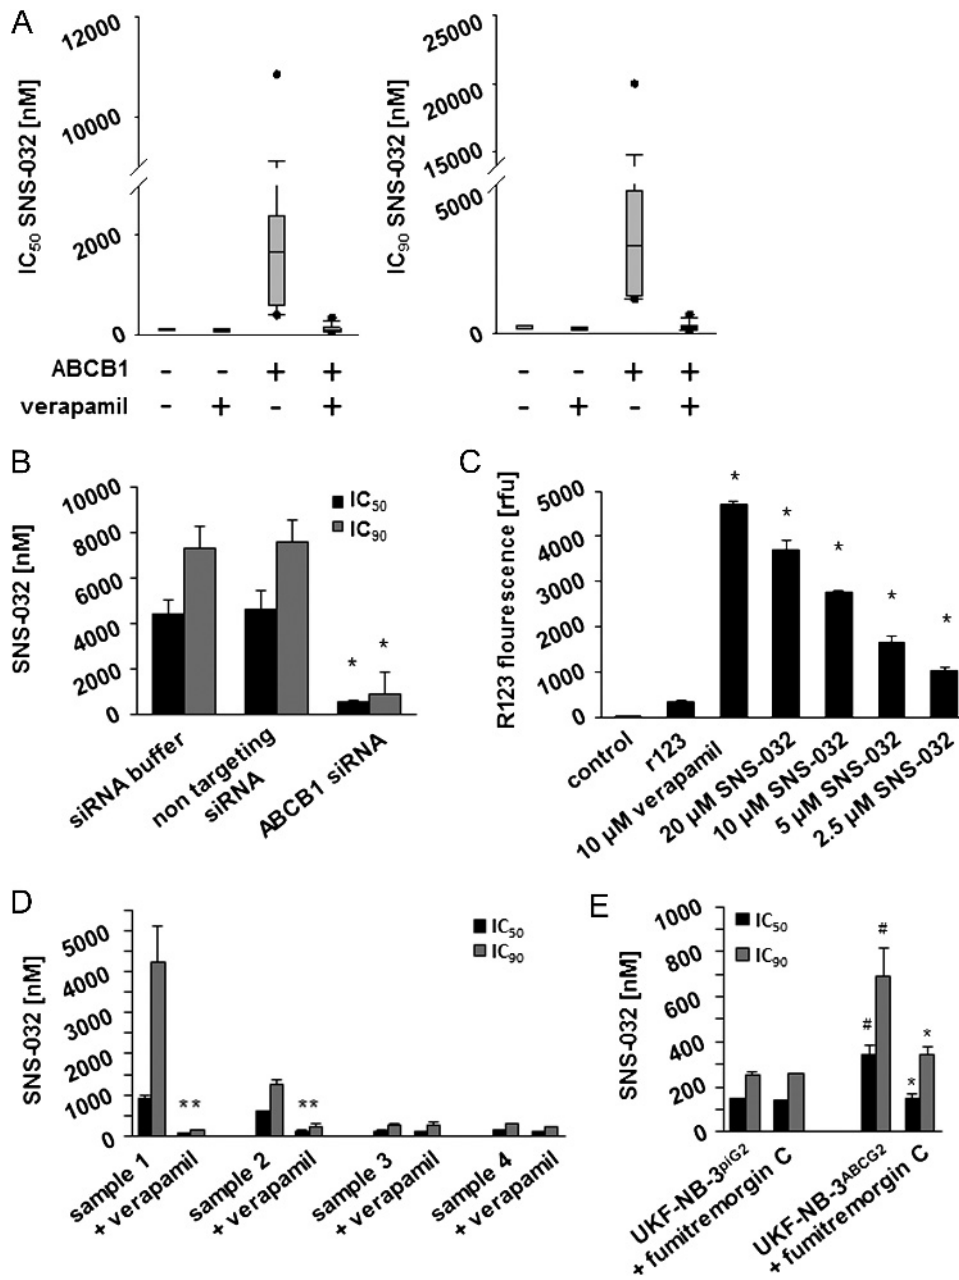 A
IC50 SNS-032 [nM]
12000
10000
2000
0
IC90 SNS-032 [nM]
25000
20000
15000
5000
0
ABCB1 - - + + - - + +
verapamil - + - + - + - +
B
SNS-032 [nM]
10000
8000
6000
4000
2000
0
IC50
IC90
* *
siRNA buffer
non targeting
siRNA
ABCB1 siRNA
C
R123 flourescence [rfu]
5000
4000
3000
2000
1000
0
* * * * *
control
r123
10 µM verapamil
20 µM SNS-032
10 µM SNS-032
5 µM SNS-032
2.5 µM SNS-032
D
SNS-032 [nM]
5000
4000
3000
2000
1000
0
IC50
IC90
** **
sample 1
+ verapamil
sample 2
+ verapamil
sample 3
+ verapamil
sample 4
+ verapamil
E
SNS-032 [nM]
1000
800
600
400
200
0
IC50
IC90
# # * *
UKF-NB-3piG2
+ fumitremorgin C
UKF-NB-3ABCG2
+ fumitremorgin C